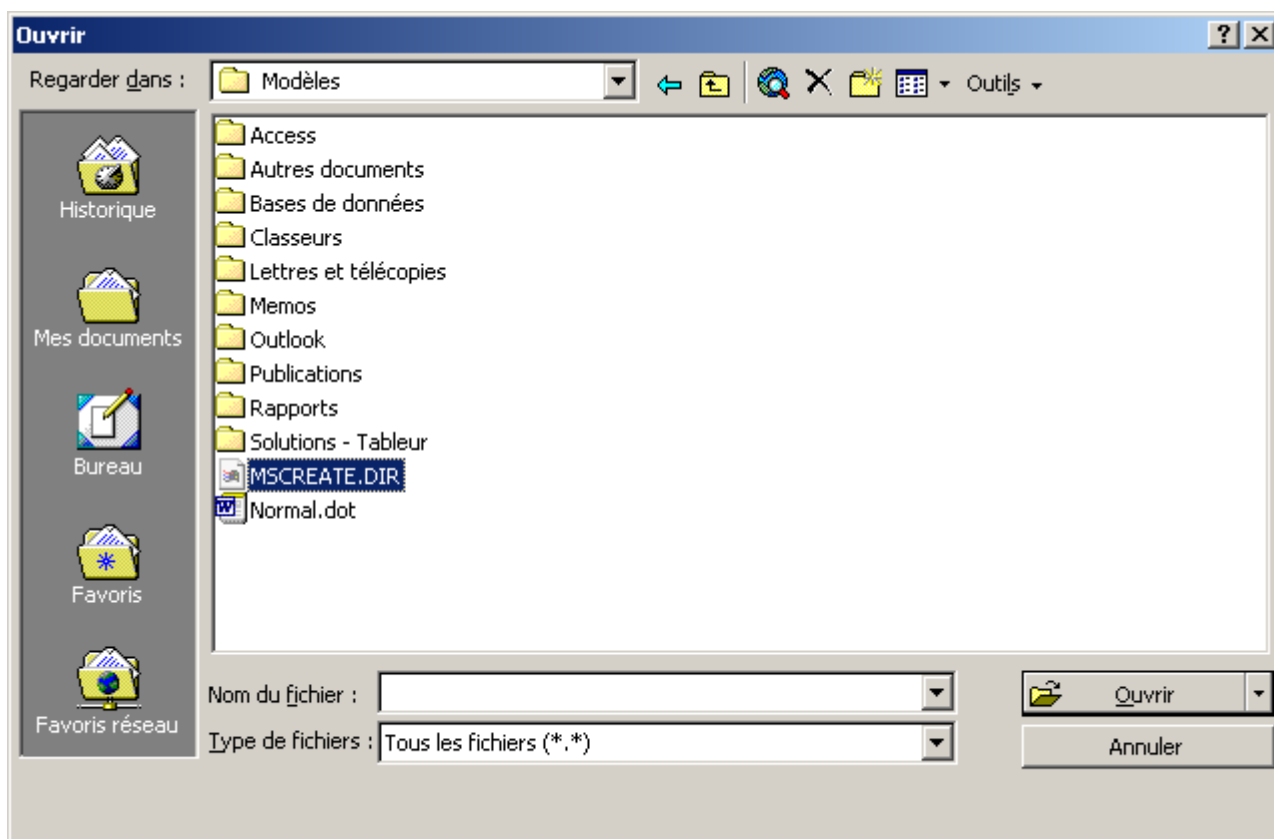 Ouvrir
Regarder dans :
Modèles
Outils
Historique
Mes documents
Bureau
Favoris
Favoris réseau
Access
Autres documents
Bases de données
Classeurs
Lettres et télécopies
Memos
Outlook
Publications
Rapports
Solutions - Tableur
MSCREATE.DIR
Normal.dot
Nom du fichier :
Ouvrir
Type de fichiers :
Tous les fichiers (*.*)
Annuler